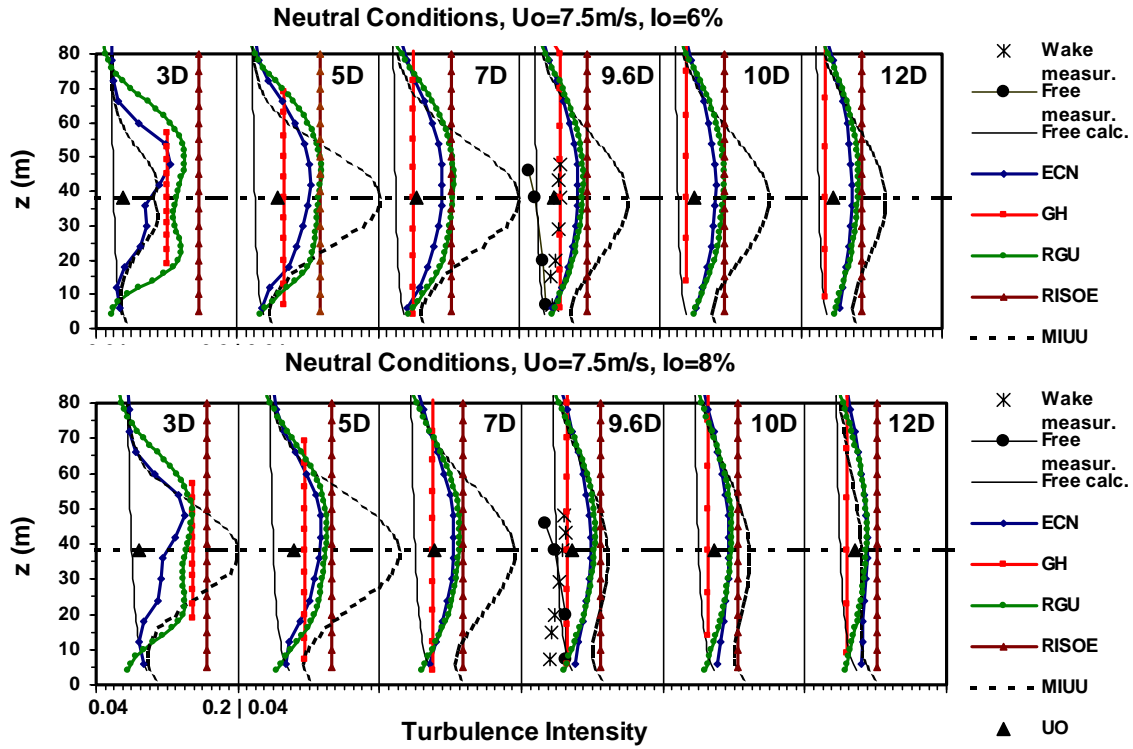 Neutral Conditions, Uo=7.5m/s, Io=6%
80
70
60
50
40
30
20
10
0
z (m)
3D
5D
7D
9.6D
10D
12D
Wake
measur.
Free
measur.
Free calc.
ECN
GH
RGU
RISOE
MIUU
Neutral Conditions, Uo=7.5m/s, Io=8%
80
70
60
50
40
30
20
10
0
z (m)
3D
5D
7D
9.6D
10D
12D
0.04
0.2 | 0.04
Turbulence Intensity
Wake
measur.
Free
measur.
Free calc.
ECN
GH
RGU
RISOE
MIUU
UO